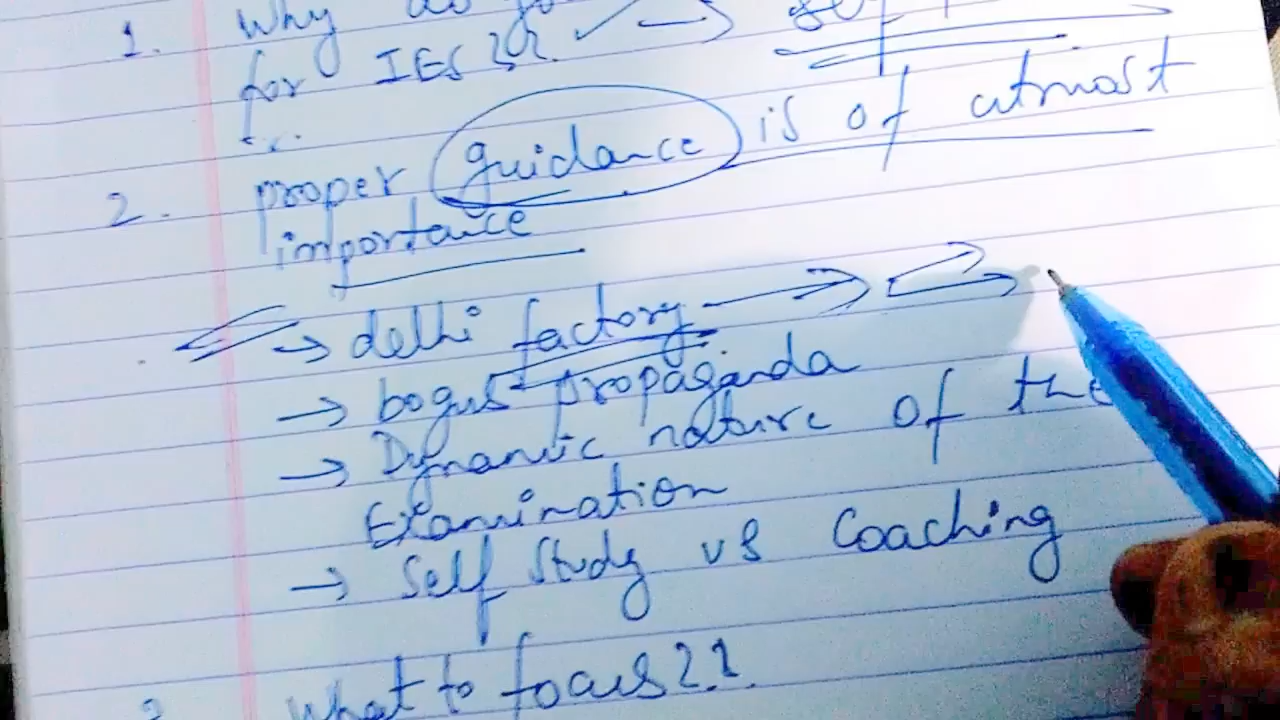 1. Why do
for IES ?? →
2. proper guidance is of utmost
importance
→ delhi factory →
→ bogus propaganda
→ Dynamic nature of the
Examination
→ Self Study vs Coaching
What to focus ??